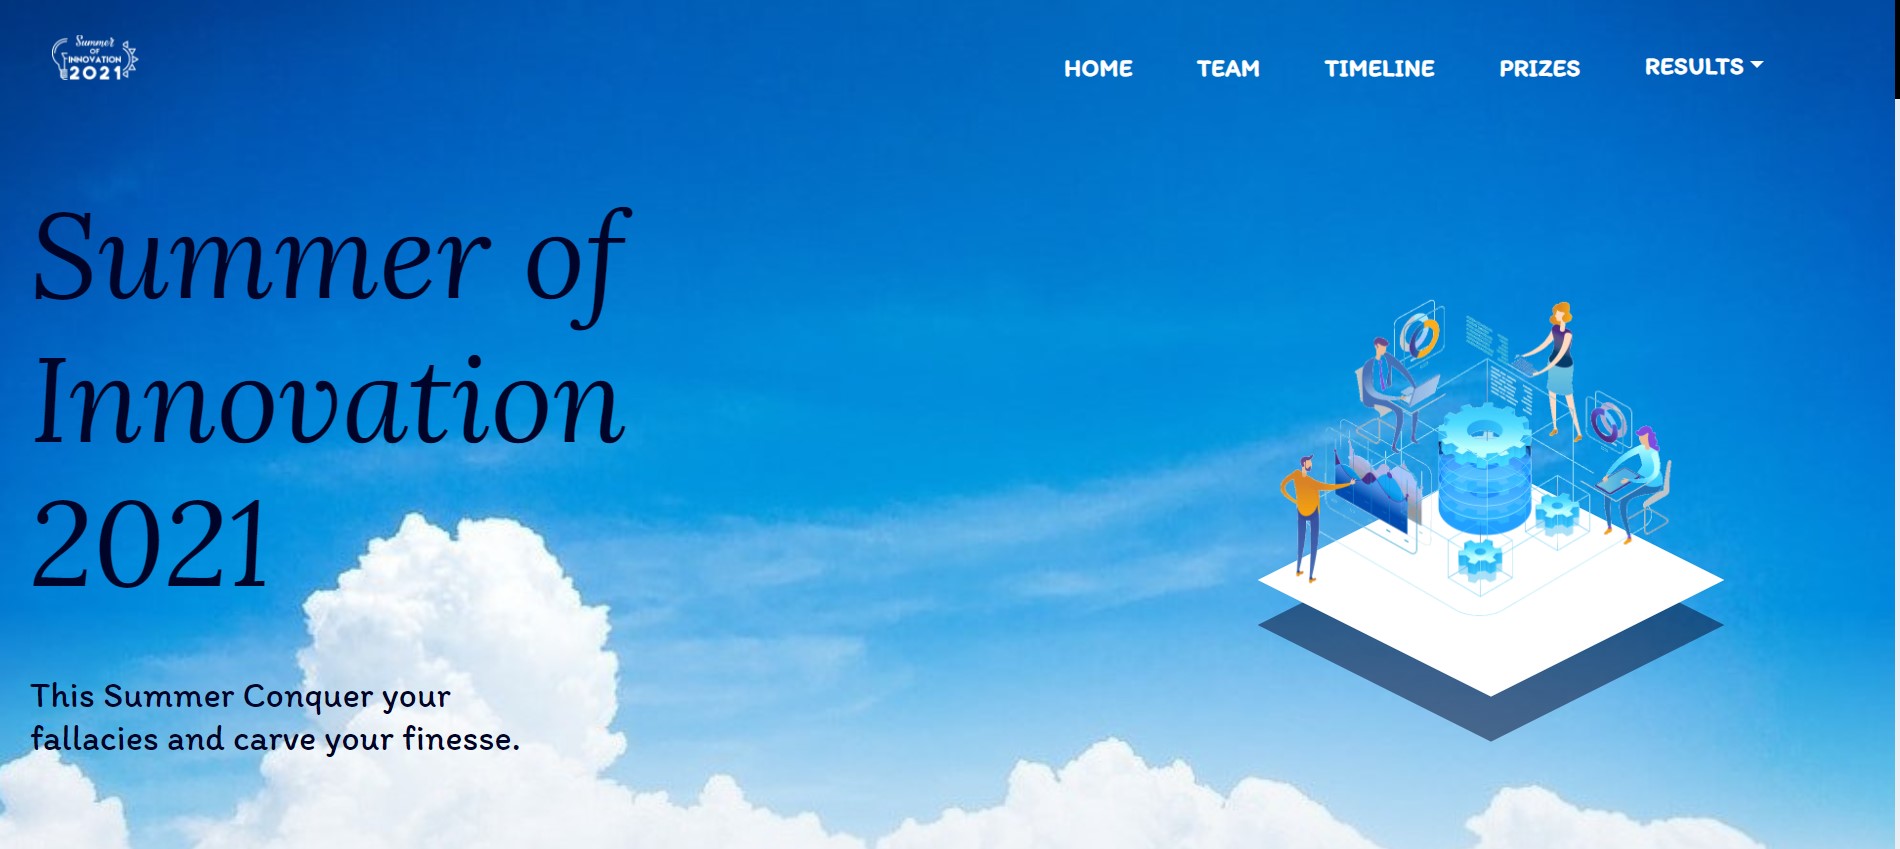 Summer
OF
INNOVATION
2021
HOME TEAM TIMELINE PRIZES RESULTS
Summer of
Innovation
2021
This Summer Conquer your
fallacies and carve your finesse.